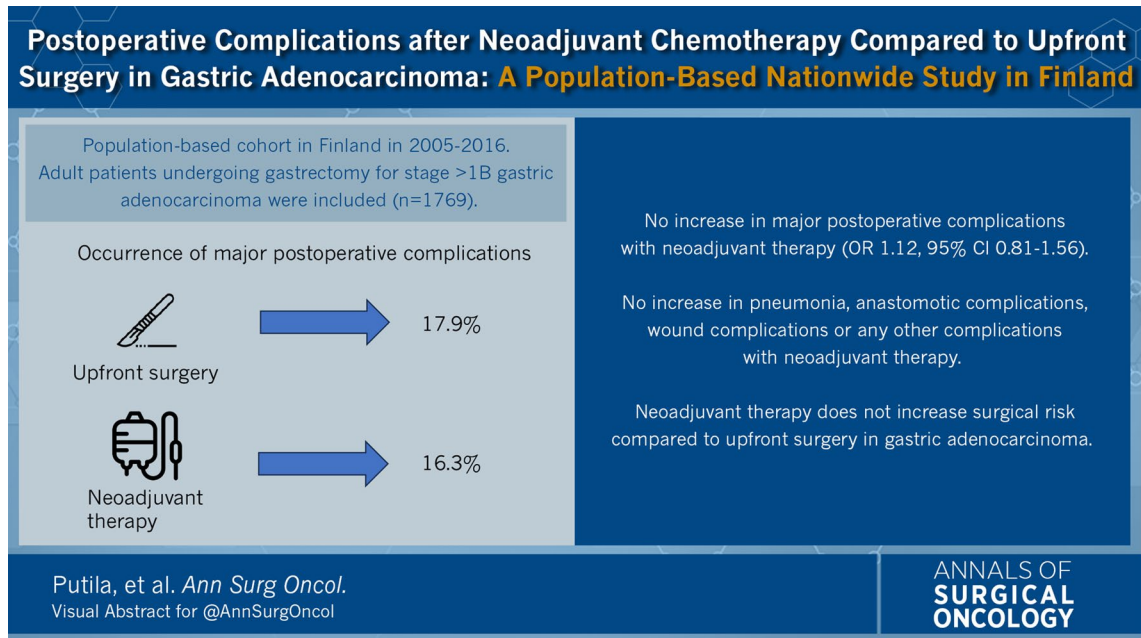 Postoperative Complications after Neoadjuvant Chemotherapy Compared to Upfront
Surgery in Gastric Adenocarcinoma: A Population-Based Nationwide Study in Finland
Population-based cohort in Finland in 2005-2016.
Adult patients undergoing gastrectomy for stage >1B gastric
adenocarcinoma were included (n=1769).
Occurrence of major postoperative complications
17.9%
Upfront surgery
16.3%
Neoadjuvant
therapy
No increase in major postoperative complications
with neoadjuvant therapy (OR 1.12, 95% CI 0.81-1.56).
No increase in pneumonia, anastomotic complications,
wound complications or any other complications
with neoadjuvant therapy.
Neoadjuvant therapy does not increase surgical risk
compared to upfront surgery in gastric adenocarcinoma.
Putila, et al. Ann Surg Oncol.
Visual Abstract for @AnnSurgOncol
ANNALS OF
SURGICAL
ONCOLOGY